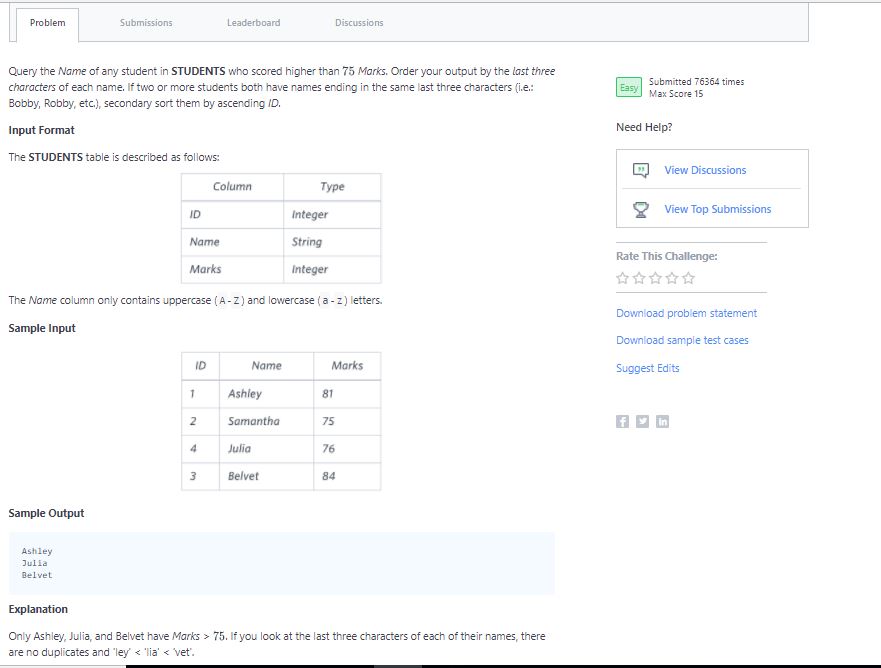 Problem
Submissions
Leaderboard
Discussions
Query the Name of any student in STUDENTS who scored higher than 75 Marks. Order your output by the last three
characters of each name. If two or more students both have names ending in the same last three characters (i.e.:
Bobby, Robby, etc.), secondary sort them by ascending ID.
Input Format
The STUDENTS table is described as follows:
Column Type
ID Integer
Name String
Marks Integer
The Name column only contains uppercase (A-Z) and lowercase (a-z) letters.
Sample Input
ID Name Marks
1 Ashley 81
2 Samantha 75
4 Julia 76
3 Belvet 84
Sample Output
Ashley
Julia
Belvet
Explanation
Only Ashley, Julia, and Belvet have Marks > 75. If you look at the last three characters of each of their names, there
are no duplicates and 'ley' < 'lia' < 'vet'.
Easy
Submitted 76364 times
Max Score 15
Need Help?
View Discussions
View Top Submissions
Rate This Challenge:
Download problem statement
Download sample test cases
Suggest Edits